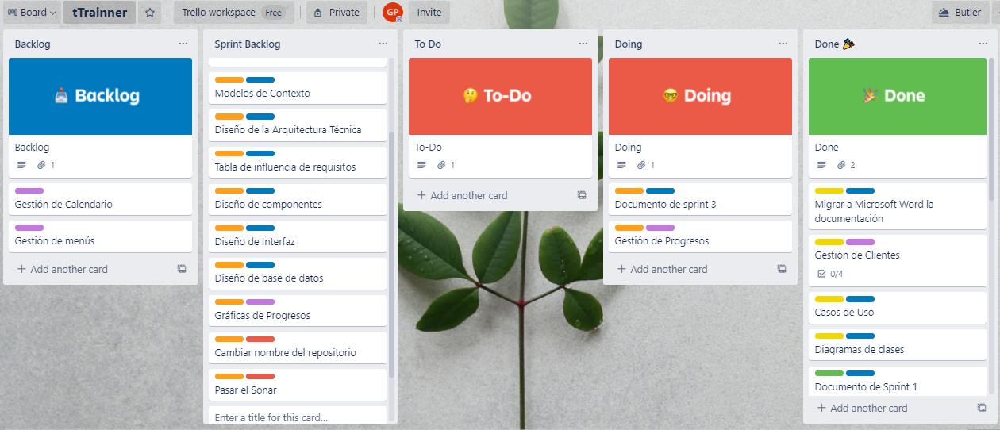 Board
tTrainner
Trello workspace Free
Private
GP
Invite
Butler
Backlog
Backlog
Backlog
1
Gestión de Calendario
Gestión de menús
+ Add another card
Sprint Backlog
Modelos de Contexto
Diseño de la Arquitectura Técnica
Tabla de influencia de requisitos
Diseño de componentes
Diseño de Interfaz
Diseño de base de datos
Gráficas de Progresos
Cambiar nombre del repositorio
Pasar el Sonar
Enter a title for this card...
To Do
To-Do
To-Do
1
+ Add another card
Doing
Doing
Doing
1
Documento de sprint 3
Gestión de Progresos
+ Add another card
Done
Done
Done
2
Migrar a Microsoft Word la
documentación
Gestión de Clientes
0/4
Casos de Uso
Diagramas de clases
Documento de Sprint 1
+ Add another card